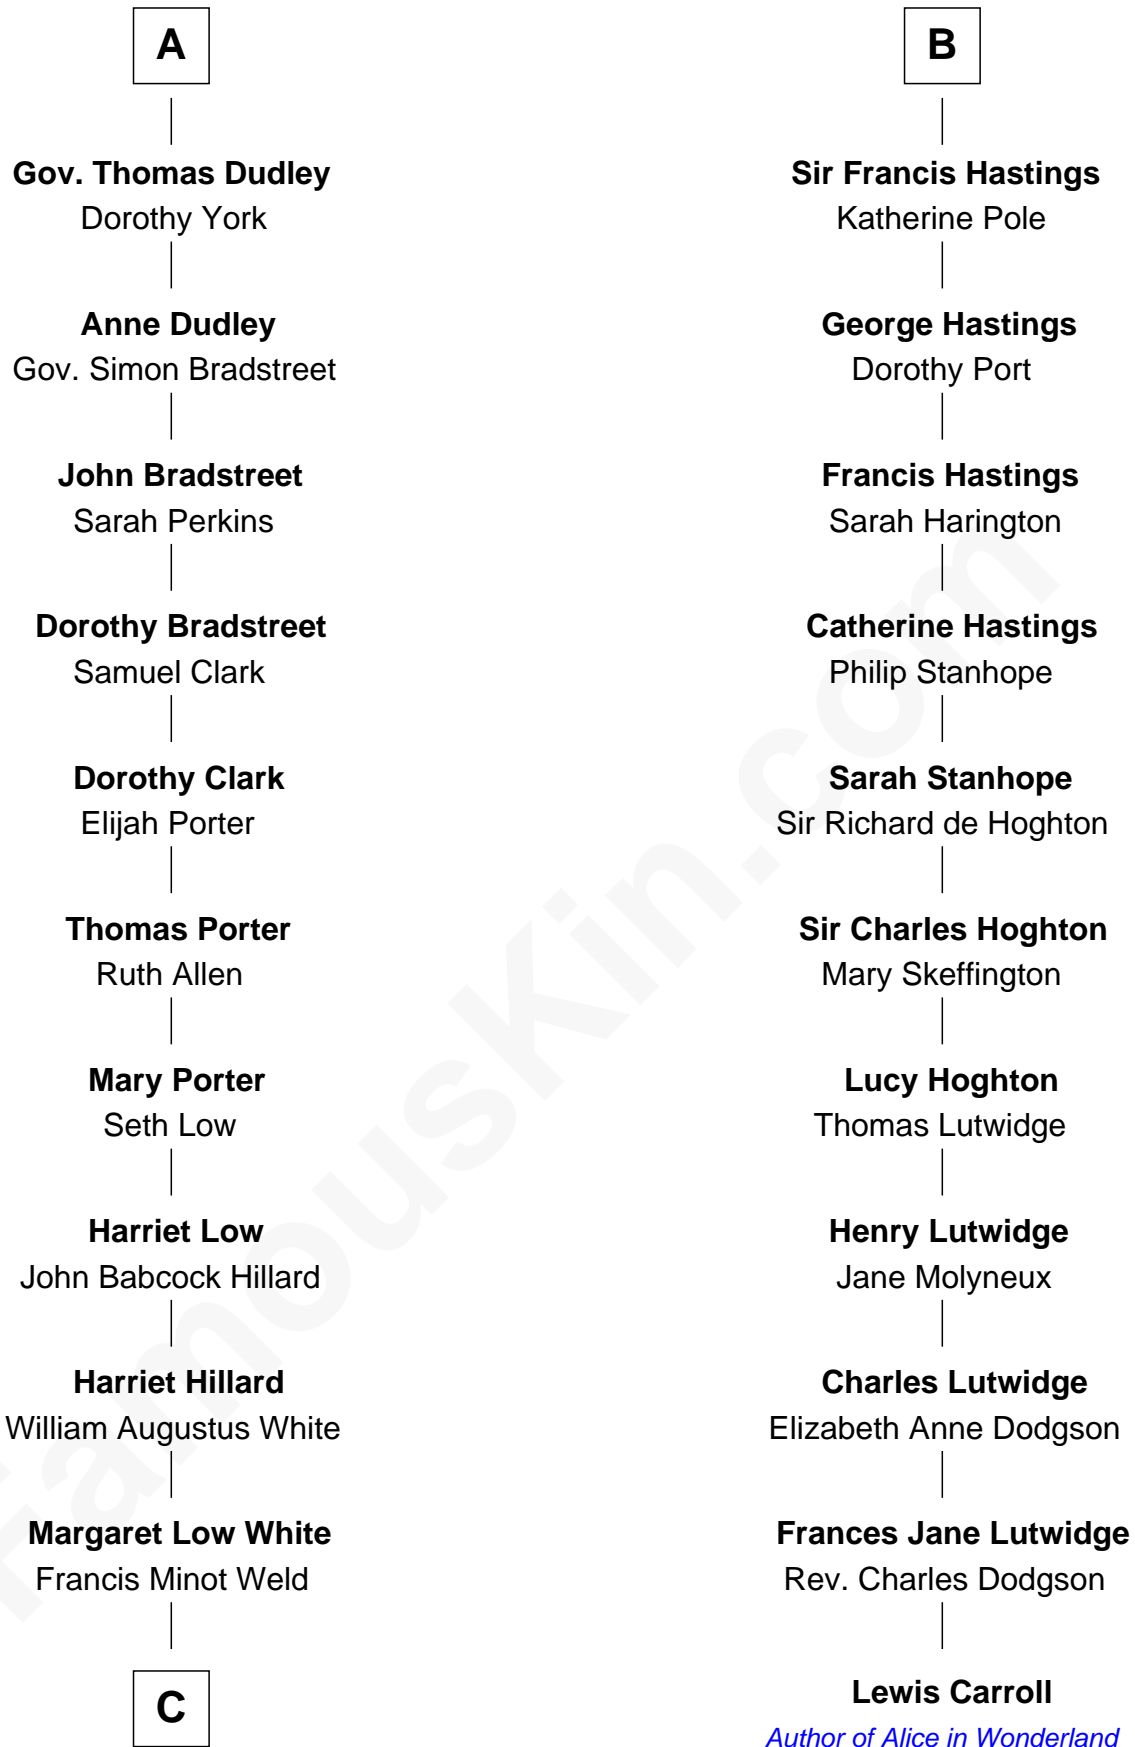 A
Gov. Thomas Dudley
Dorothy York
Anne Dudley
Gov. Simon Bradstreet
John Bradstreet
Sarah Perkins
Dorothy Bradstreet
Samuel Clark
Dorothy Clark
Elijah Porter
Thomas Porter
Ruth Allen
Mary Porter
Seth Low
Harriet Low
John Babcock Hillard
Harriet Hillard
William Augustus White
Margaret Low White
Francis Minot Weld
C
B
Sir Francis Hastings
Katherine Pole
George Hastings
Dorothy Port
Francis Hastings
Sarah Harington
Catherine Hastings
Philip Stanhope
Sarah Stanhope
Sir Richard de Hoghton
Sir Charles Hoghton
Mary Skeffington
Lucy Hoghton
Thomas Lutwidge
Henry Lutwidge
Jane Molyneux
Charles Lutwidge
Elizabeth Anne Dodgson
Frances Jane Lutwidge
Rev. Charles Dodgson
Lewis Carroll
Author of Alice in Wonderland
FamousKin.com